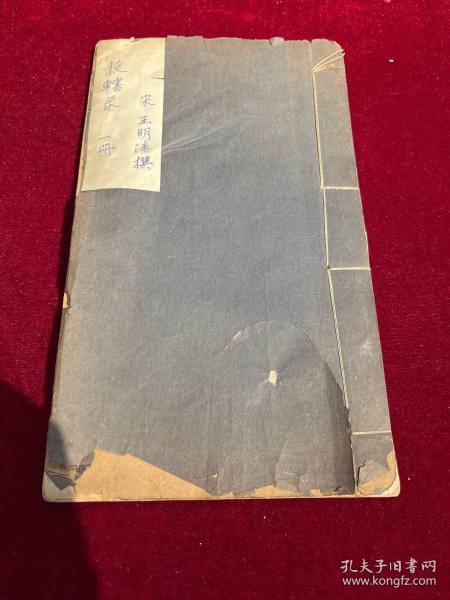 投轄录 一册
宋 王明清撰
孔夫子旧书网
www.kongfz.com